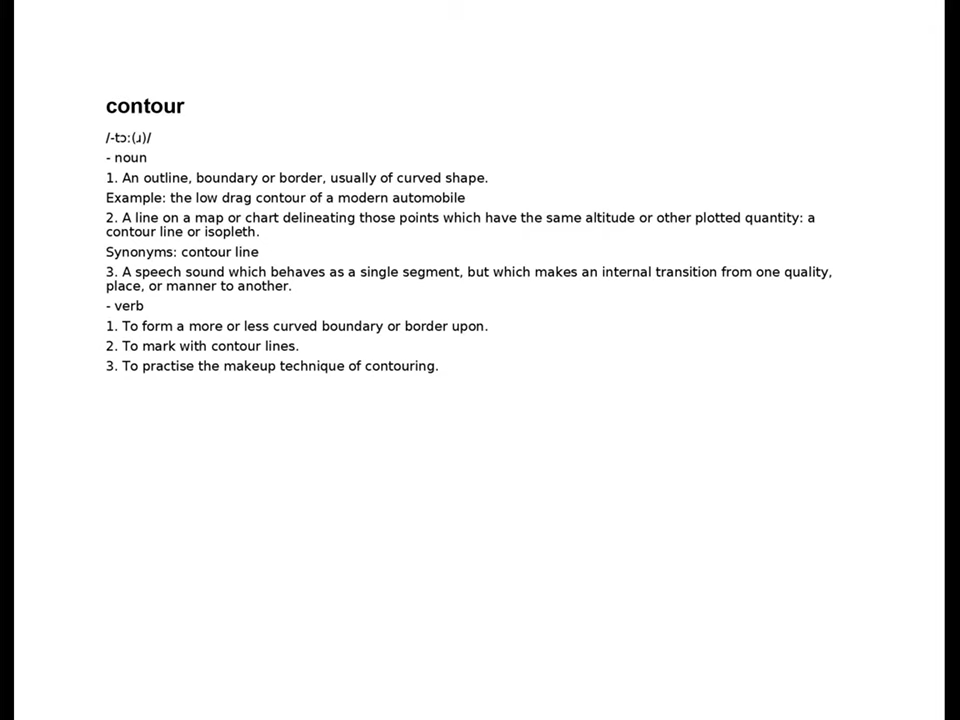 contour
/-tɔː(ɹ)/
- noun
1. An outline, boundary or border, usually of curved shape.
Example: the low drag contour of a modern automobile
2. A line on a map or chart delineating those points which have the same altitude or other plotted quantity: a
contour line or isopleth.
Synonyms: contour line
3. A speech sound which behaves as a single segment, but which makes an internal transition from one quality,
place, or manner to another.
- verb
1. To form a more or less curved boundary or border upon.
2. To mark with contour lines.
3. To practise the makeup technique of contouring.